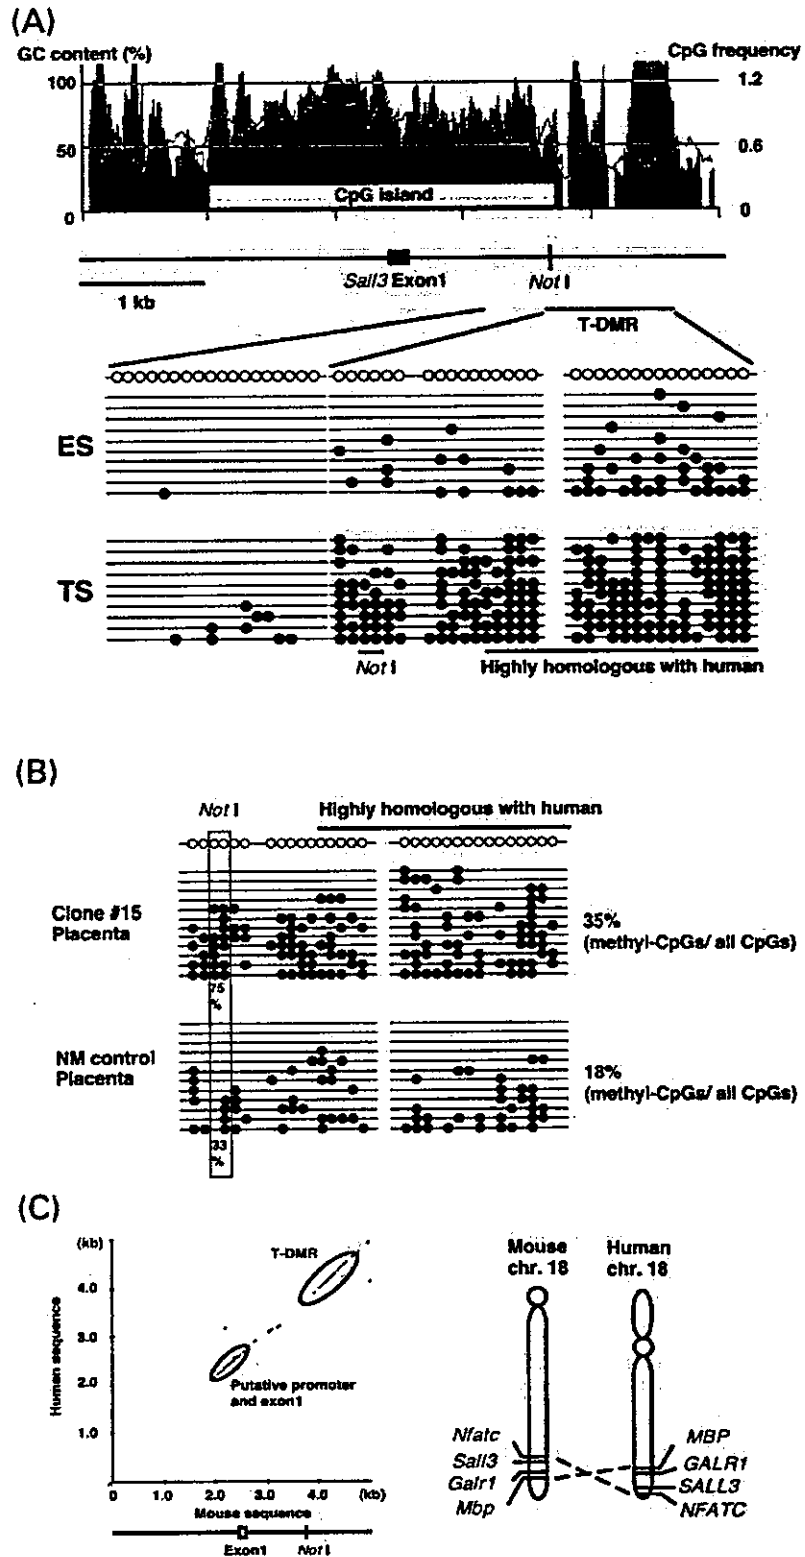 (A)
GC content (%)
CpG frequency
100
1.2
50
0.6
CpG island
0
0
Sall3 Exon1
Not I
1 kb
T-DMR
ES
TS
Not I
Highly homologous with human
(B)
Not I
Highly homologous with human
Clone #15
Placenta
35%
(methyl-CpGs/ all CpGs)
75
%
NM control
Placenta
18%
(methyl-CpGs/ all CpGs)
33
%
(C)
(kb)
T-DMR
4.0
3.0
2.0
1.0
Human sequence
Putative promoter
and exon1
0
1.0
2.0
3.0
4.0
(kb)
Mouse sequence
Exon1
Not I
Mouse
chr. 18
Human
chr. 18
Nfatc
Sall3
Galr1
Mbp
MBP
GALR1
SALL3
NFATC